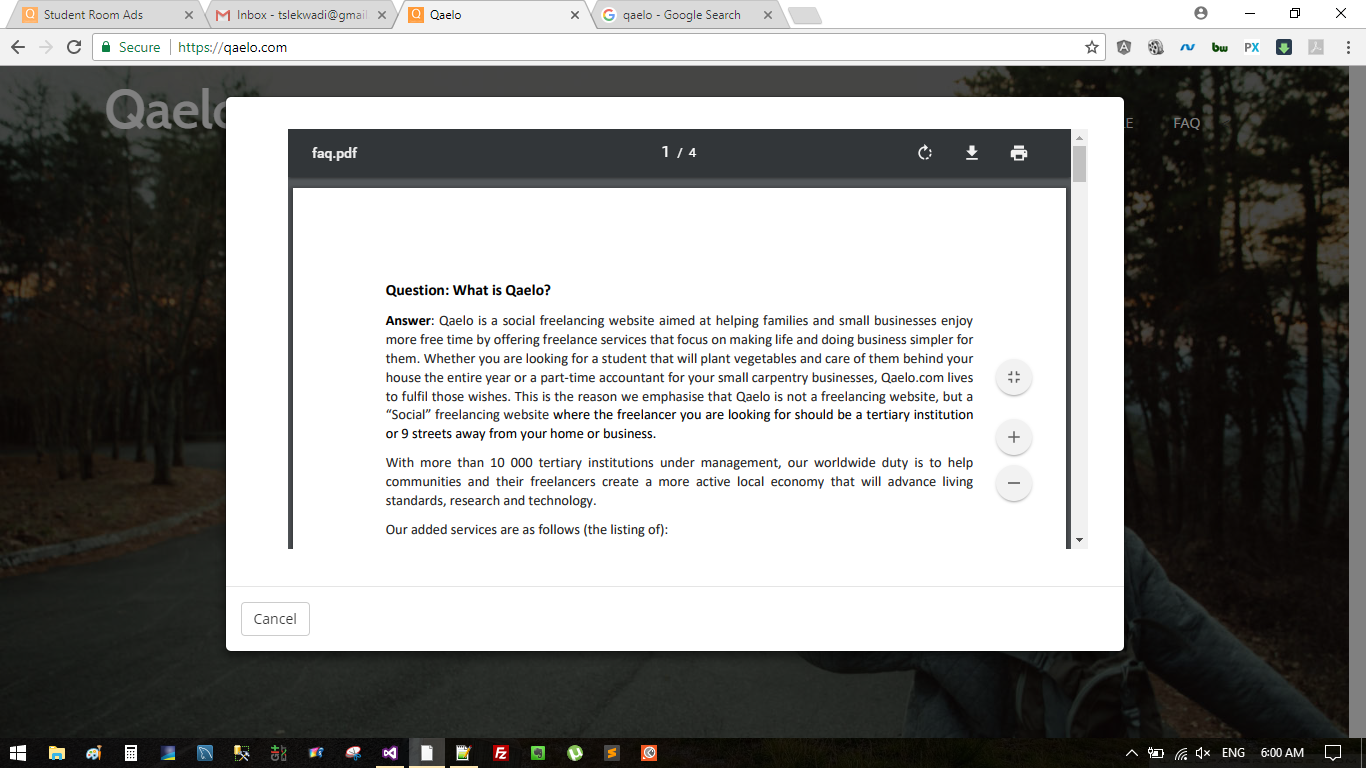 Student Room Ads
Inbox - tslekwadi@gmail
Qaelo
qaelo - Google Search
Secure
https://qaelo.com
bw
PX
Qaelo
E
FAQ
faq.pdf
1 / 4
Question: What is Qaelo?
Answer: Qaelo is a social freelancing website aimed at helping families and small businesses enjoy
more free time by offering freelance services that focus on making life and doing business simpler for
them. Whether you are looking for a student that will plant vegetables and care of them behind your
house the entire year or a part-time accountant for your small carpentry businesses, Qaelo.com lives
to fulfil those wishes. This is the reason we emphasise that Qaelo is not a freelancing website, but a
“Social” freelancing website where the freelancer you are looking for should be a tertiary institution
or 9 streets away from your home or business.
With more than 10 000 tertiary institutions under management, our worldwide duty is to help
communities and their freelancers create a more active local economy that will advance living
standards, research and technology.
Our added services are as follows (the listing of):
Cancel
ENG
6:00 AM